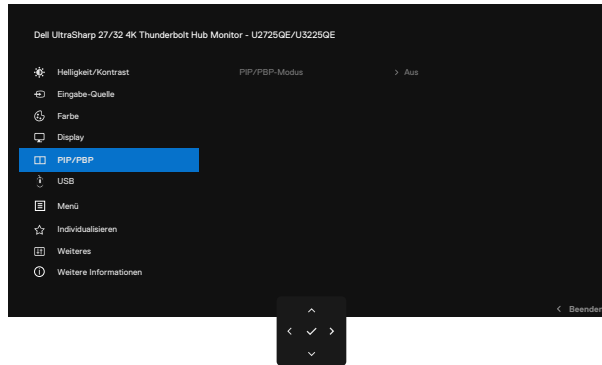 Dell UltraSharp 27/32 4K Thunderbolt Hub Monitor - U2725QE/U3225QE
Helligkeit/Kontrast
PIP/PBP-Modus
Aus
Eingabe-Quelle
Farbe
Display
PIP/PBP
USB
Menü
Individualisieren
Weiteres
Weitere Informationen
Beenden